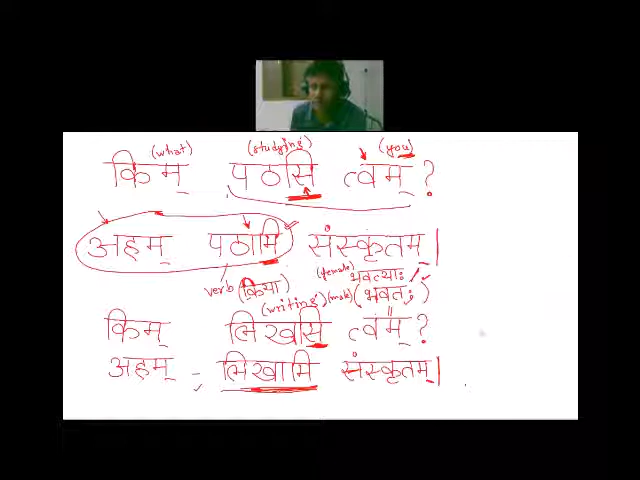 (what) (studying) (you)
किम् पठसि त्वम् ?
अहम् पठामि संस्कृतम् |
(female) भवत्याः
verb (क्रिया) (male) (भवतः)
(writing)
किम् लिखसि त्वम् ?
अहम् लिखामि संस्कृतम् |